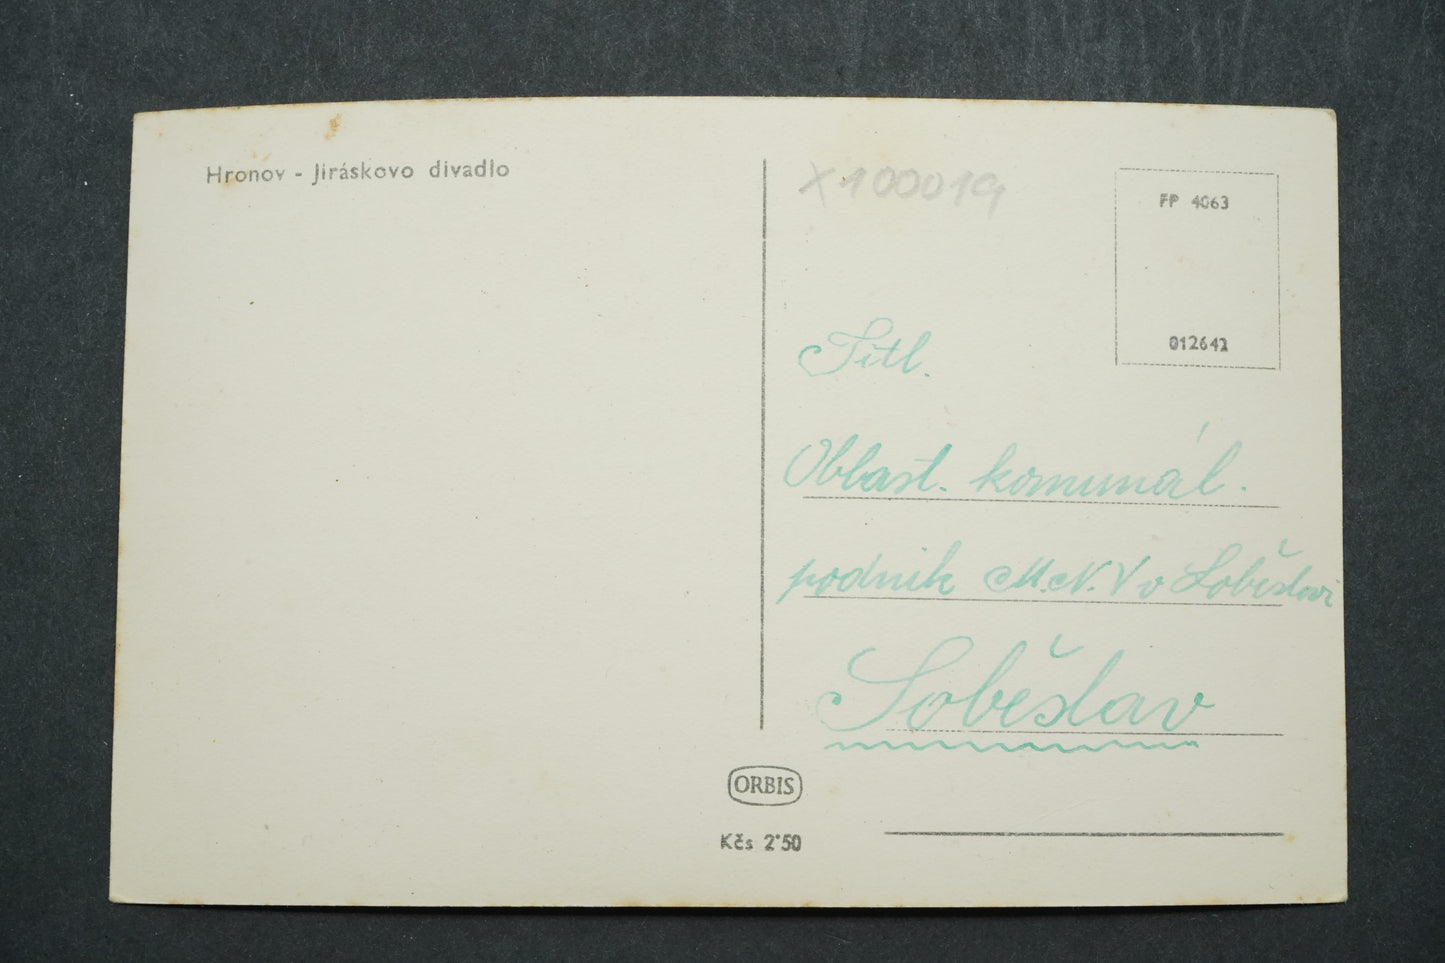 Hronov - Jiráskovo divadlo
X100019
FP 4063
012642
Titl.
Oblast. komunál.
podnik M.N.V o Soběslavi
Soběslav
ORBIS
Kčs 2·50